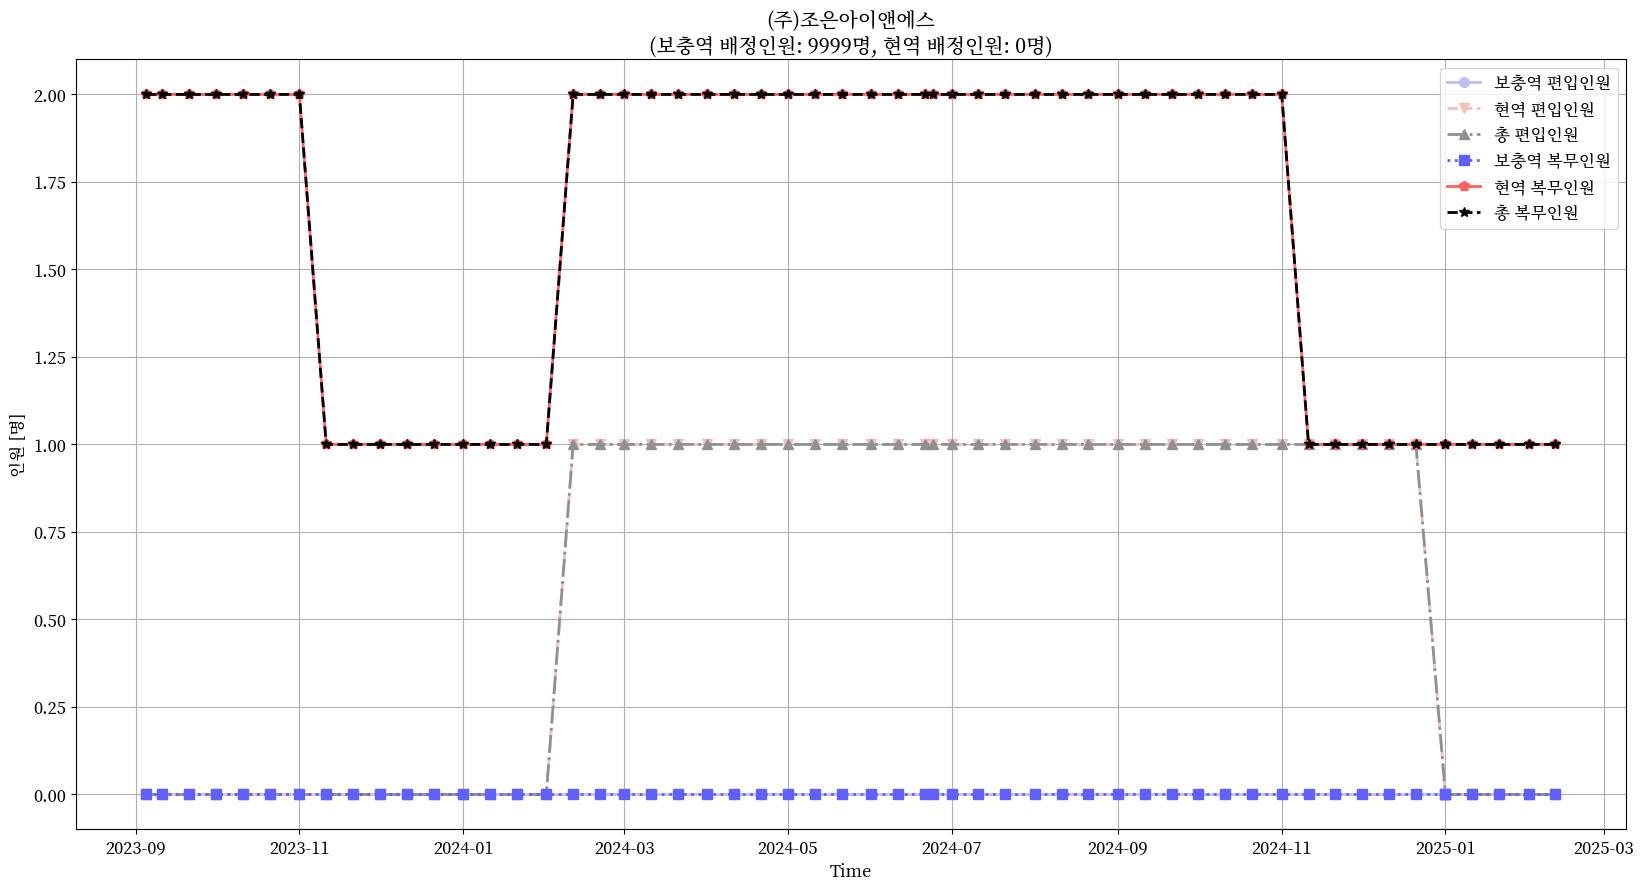 (주)조은아이앤에스
(보충역 배정인원: 9999명, 현역 배정인원: 0명)
보충역 편입인원
현역 편입인원
총 편입인원
보충역 복무인원
현역 복무인원
총 복무인원
인원 [명]
2.00
1.75
1.50
1.25
1.00
0.75
0.50
0.25
0.00
2023-09 2023-11 2024-01 2024-03 2024-05 2024-07 2024-09 2024-11 2025-01 2025-03
Time